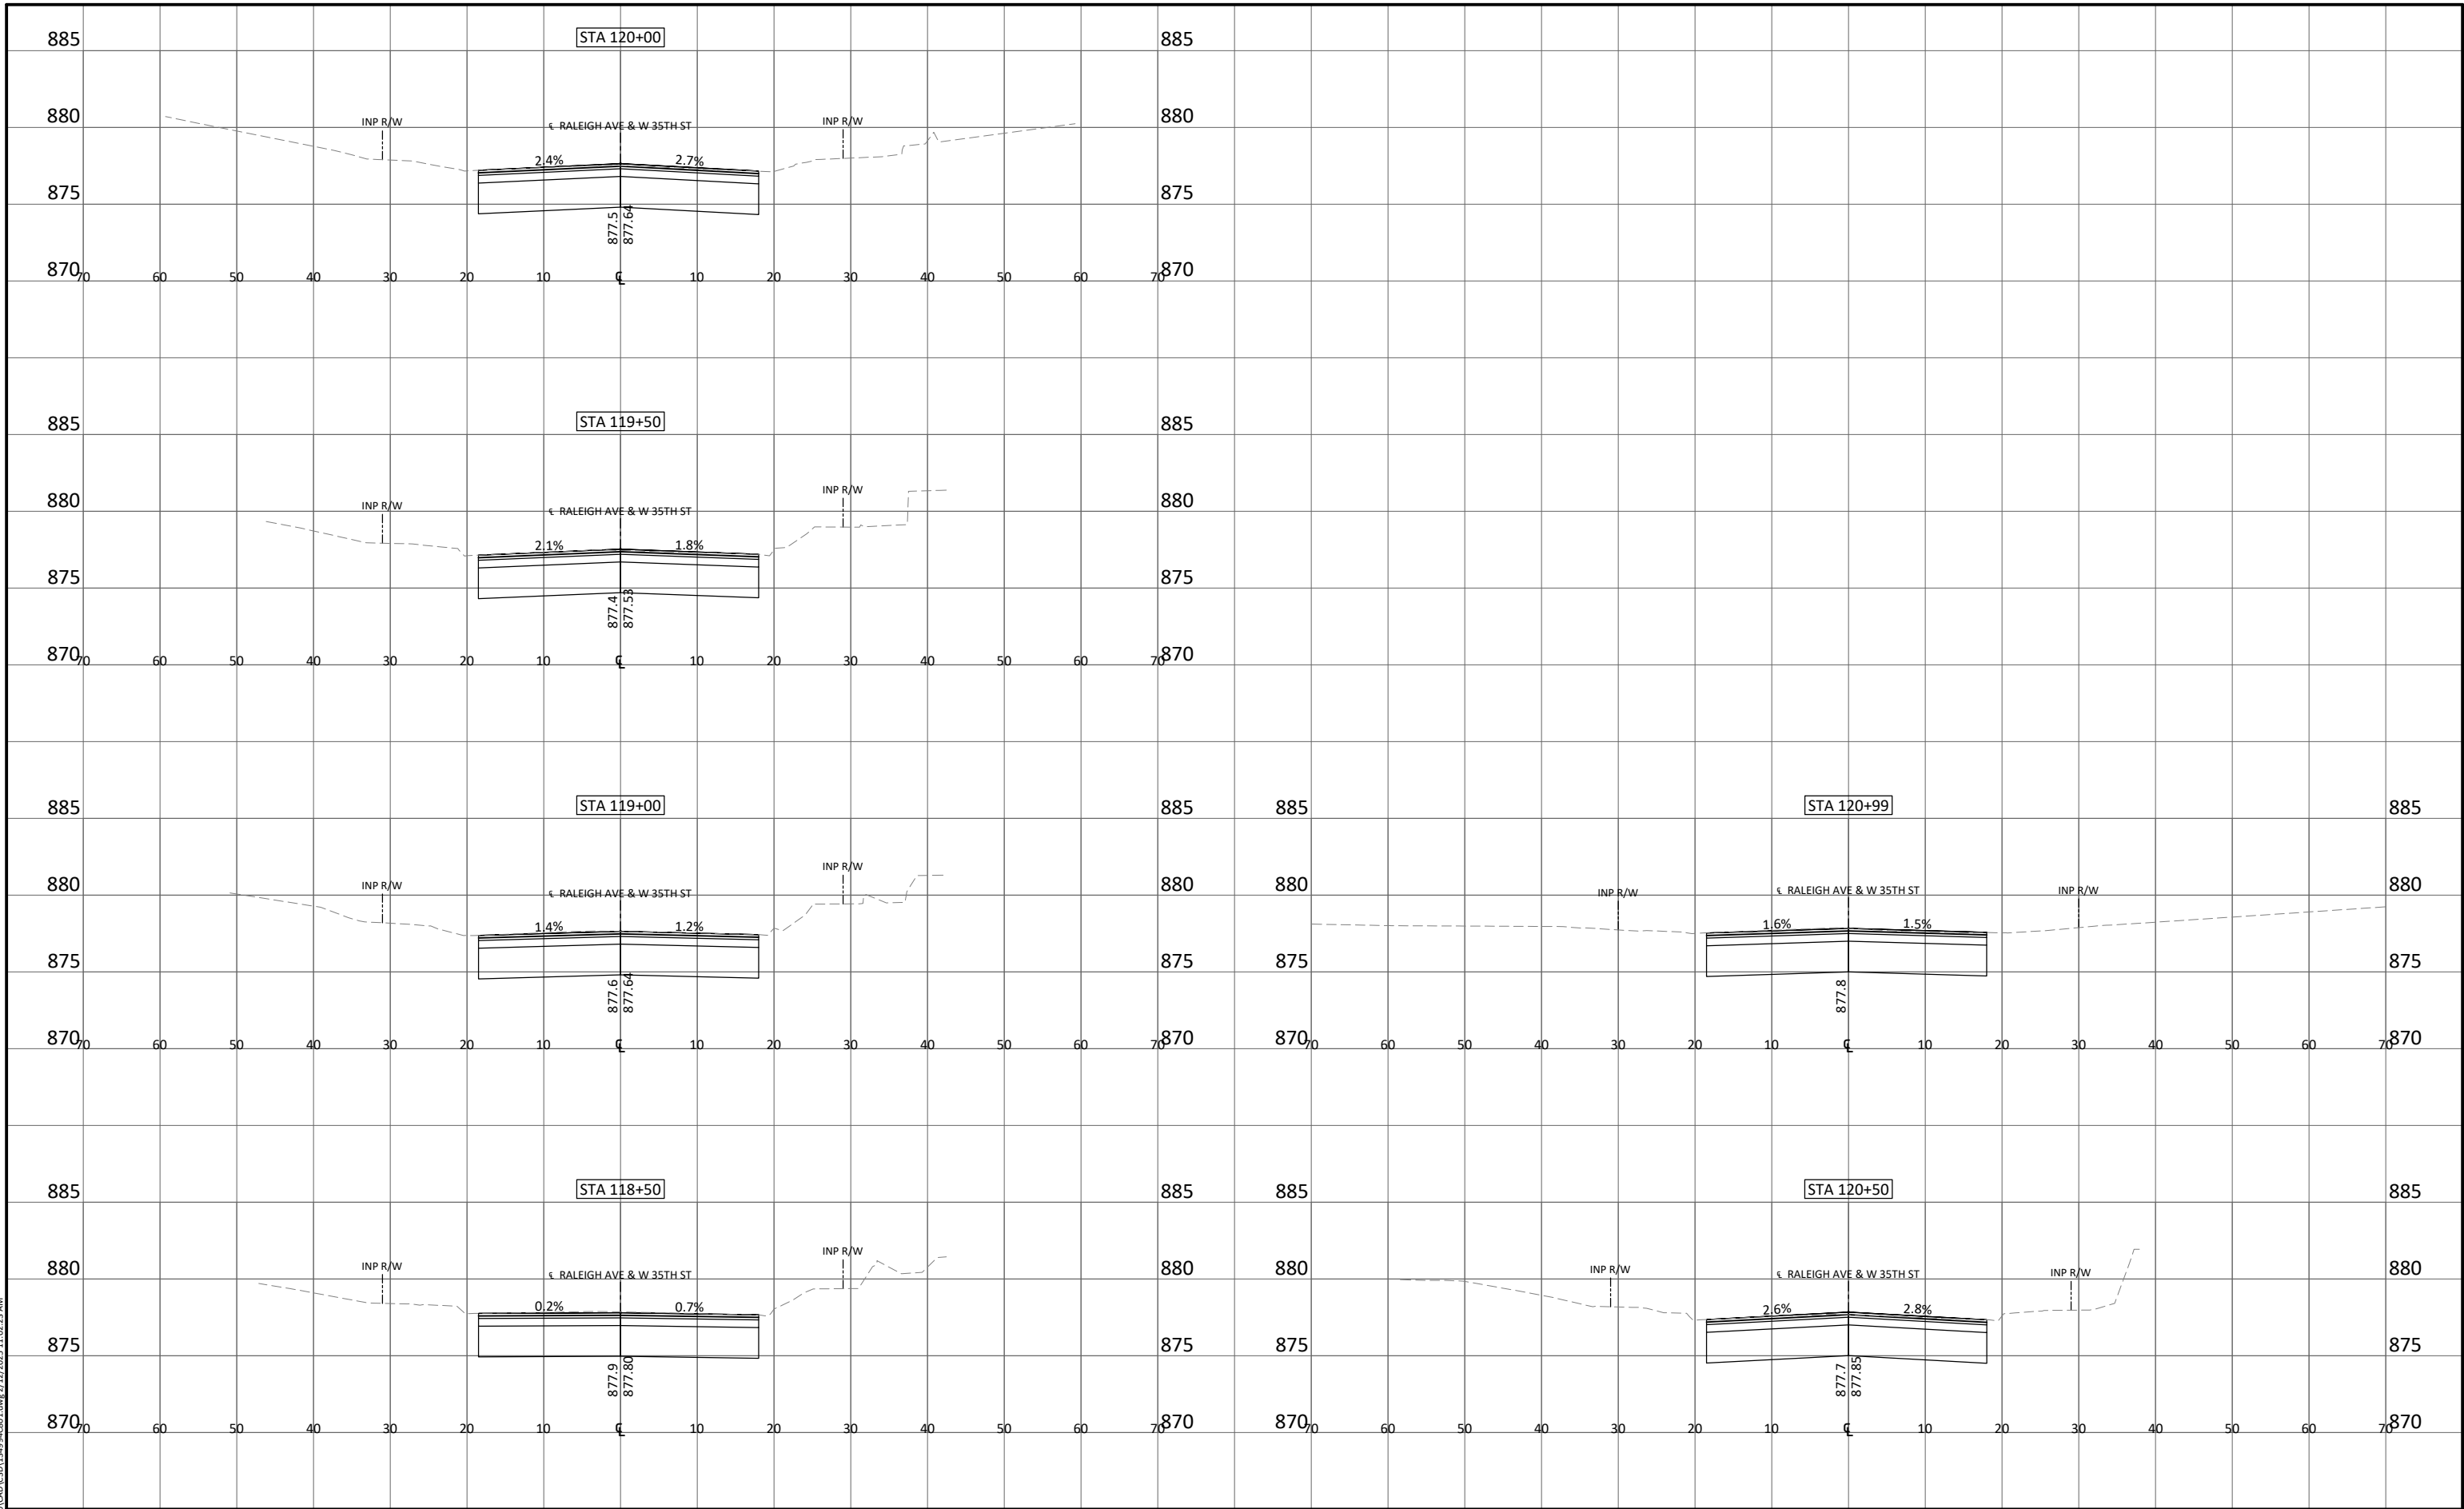 STA 120+00
885
885
880
880
INP R/W
℄ RALEIGH AVE & W 35TH ST
INP R/W
2.4%
2.7%
875
875
877.5
877.64
870
870
70 60 50 40 30 20 10 ℄ 10 20 30 40 50 60 70
STA 119+50
885
885
880
880
INP R/W
℄ RALEIGH AVE & W 35TH ST
INP R/W
2.1%
1.8%
875
875
877.4
877.53
870
870
70 60 50 40 30 20 10 ℄ 10 20 30 40 50 60 70
STA 119+00
885
885
880
880
INP R/W
℄ RALEIGH AVE & W 35TH ST
INP R/W
1.4%
1.2%
875
875
877.6
877.64
870
870
70 60 50 40 30 20 10 ℄ 10 20 30 40 50 60 70
STA 118+50
885
885
880
880
INP R/W
℄ RALEIGH AVE & W 35TH ST
INP R/W
0.2%
0.7%
875
875
877.9
877.80
870
870
70 60 50 40 30 20 10 ℄ 10 20 30 40 50 60 70
STA 120+99
885
885
880
880
INP R/W
℄ RALEIGH AVE & W 35TH ST
INP R/W
1.6%
1.5%
875
875
877.8
870
870
70 60 50 40 30 20 10 ℄ 10 20 30 40 50 60 70
STA 120+50
885
885
880
880
INP R/W
℄ RALEIGH AVE & W 35TH ST
INP R/W
2.6%
2.8%
875
875
877.7
877.85
870
870
70 60 50 40 30 20 10 ℄ 10 20 30 40 50 60 70